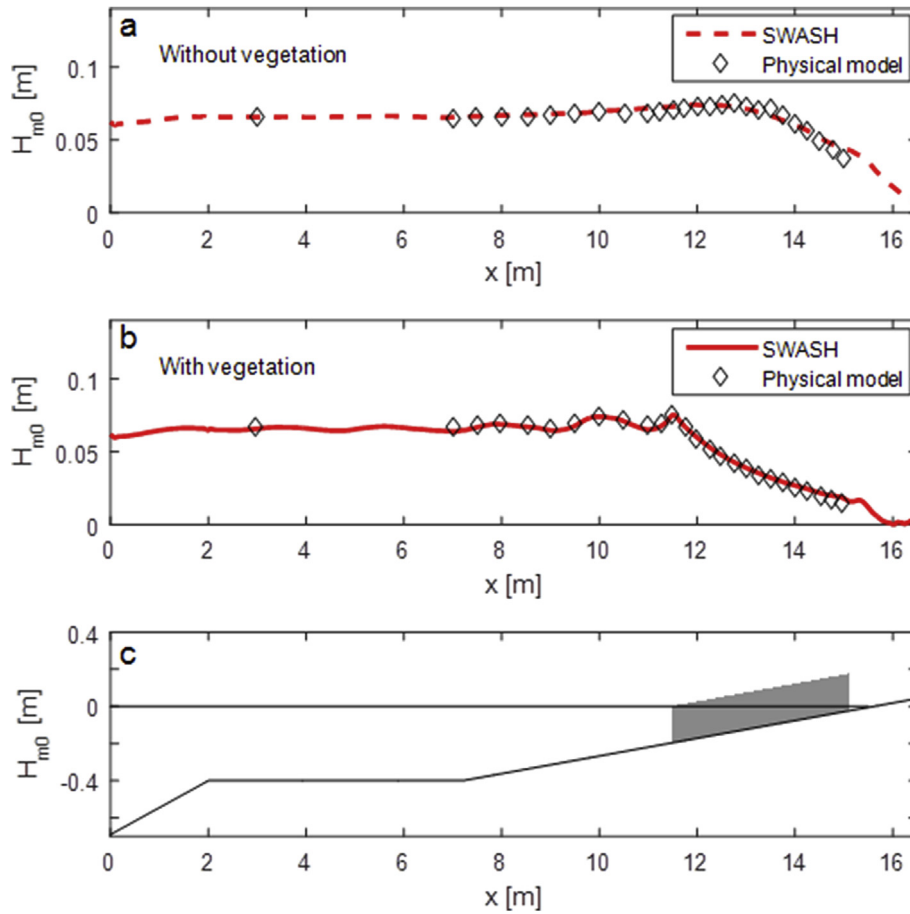 a
Without vegetation
SWASH
Physical model
H_m0 [m]
0.1
0.05
0
0 2 4 6 8 10 12 14 16
x [m]
b
With vegetation
SWASH
Physical model
H_m0 [m]
0.1
0.05
0
0 2 4 6 8 10 12 14 16
x [m]
c
H_m0 [m]
0.4
0
-0.4
0 2 4 6 8 10 12 14 16
x [m]